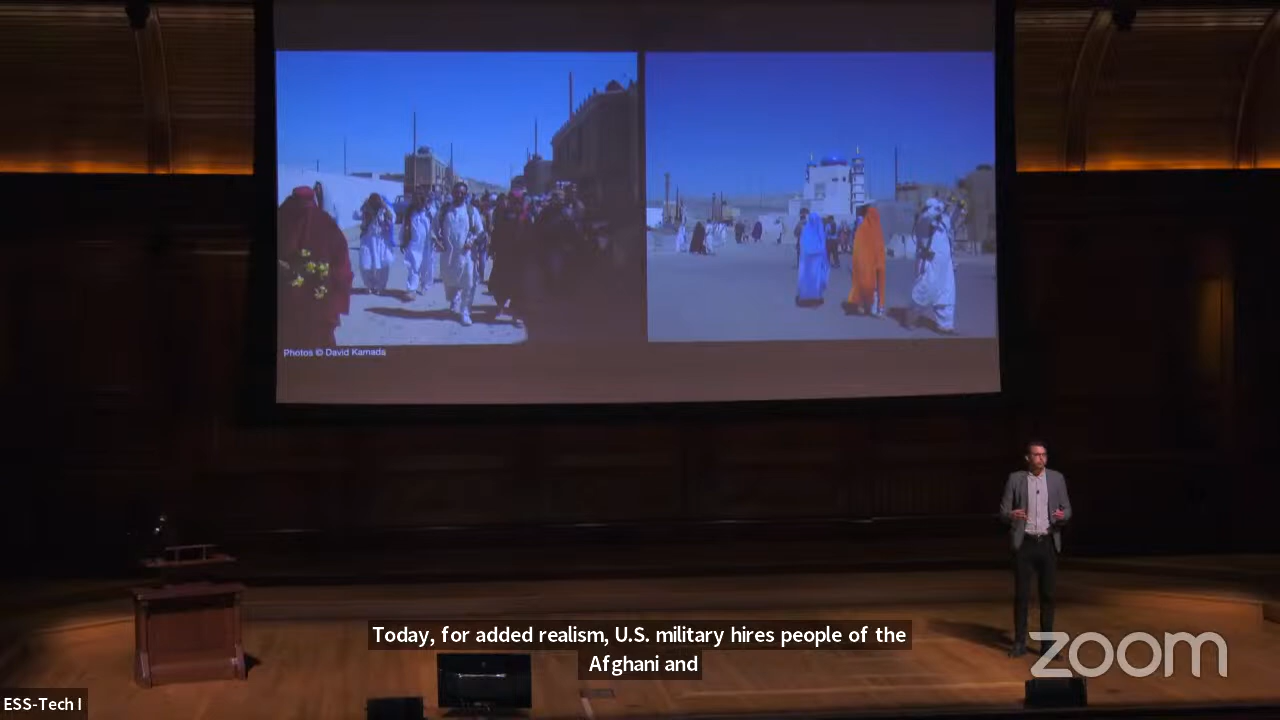 Photos © David Kamada
Today, for added realism, U.S. military hires people of the
Afghani and
zoom
ESS-Tech I